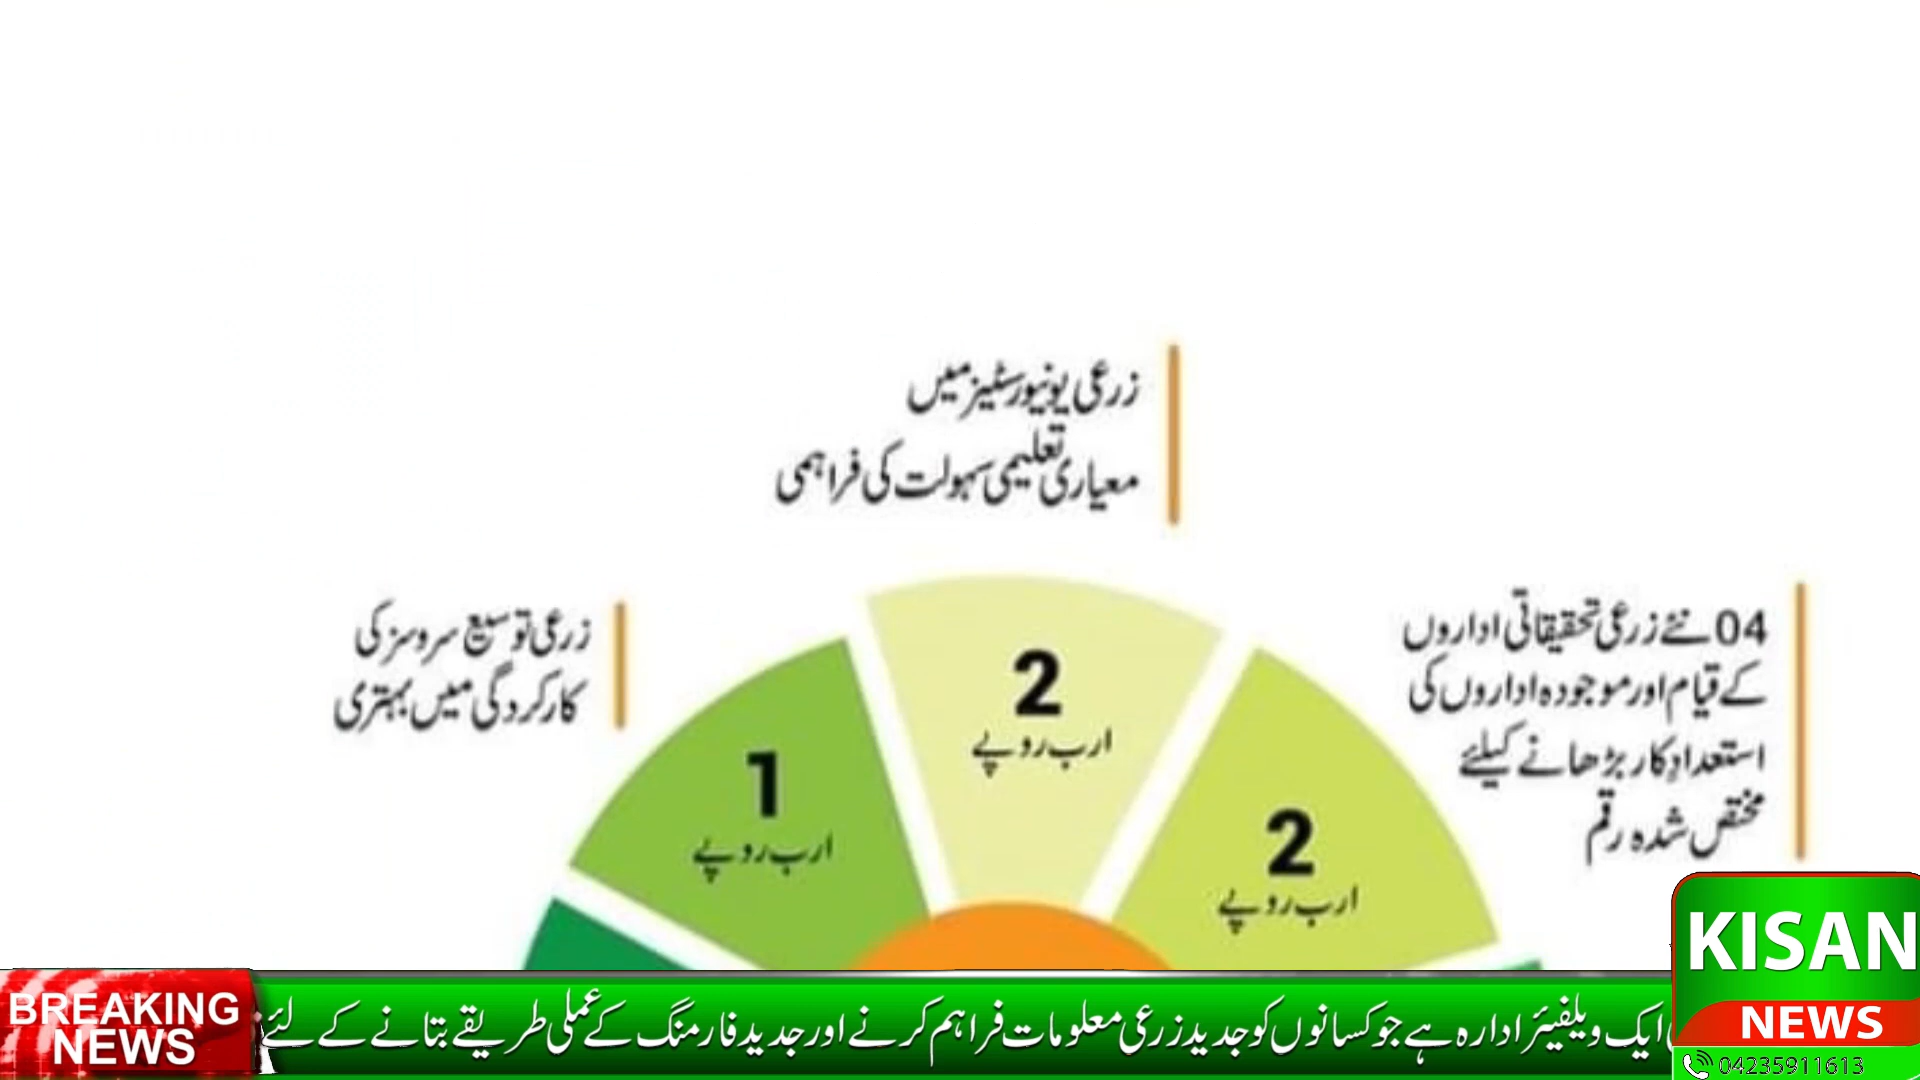 زرعی یونیورسٹیز میں
معیاری تعلیمی سہولت کی فراہمی
04 نئے زرعی تحقیقاتی اداروں
کے قیام اور موجودہ اداروں کی
استعدادِ کار بڑھانے کیلئے
مختص شدہ رقم
زرعی توسیع سروسز کی
کارکردگی میں بہتری
2
ارب روپے
2
ارب روپے
1
ارب روپے
KISAN
NEWS
04235911613
BREAKING
NEWS
ایک ویلفیئر ادارہ ہے جو کسانوں کو جدید زرعی معلومات فراہم کرنے اور جدید فارمنگ کے عملی طریقے بتانے کے لئے